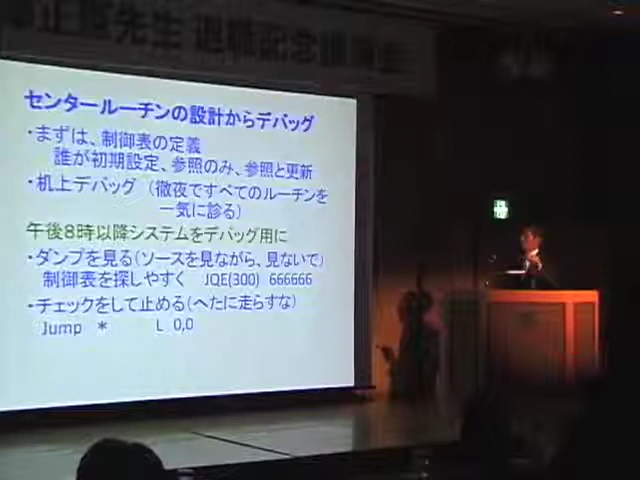 先生 退職記念講演会
センタールーチンの設計からデバッグ
・まずは、制御表の定義
誰が初期設定、参照のみ、参照と更新
・机上デバッグ (徹夜ですべてのルーチンを
一気に診る)
午後8時以降システムをデバッグ用に
・ダンプを見る(ソースを見ながら、見ないで)
制御表を探しやすく JQE(300) 666666
・チェックをして止める(へたに走らすな)
Jump * L 0,0